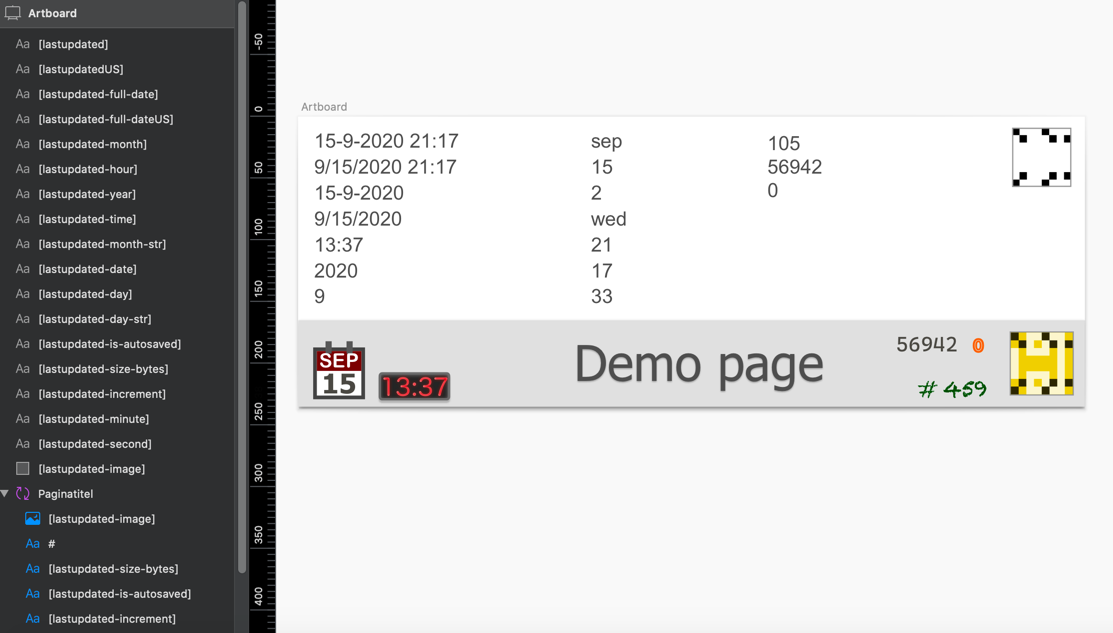 Artboard
Aa [lastupdated]
Aa [lastupdatedUS]
Aa [lastupdated-full-date]
Aa [lastupdated-full-dateUS]
Aa [lastupdated-month]
Aa [lastupdated-hour]
Aa [lastupdated-year]
Aa [lastupdated-time]
Aa [lastupdated-month-str]
Aa [lastupdated-date]
Aa [lastupdated-day]
Aa [lastupdated-day-str]
Aa [lastupdated-is-autosaved]
Aa [lastupdated-size-bytes]
Aa [lastupdated-increment]
Aa [lastupdated-minute]
Aa [lastupdated-second]
[lastupdated-image]
Paginatitel
[lastupdated-image]
Aa #
Aa [lastupdated-size-bytes]
Aa [lastupdated-is-autosaved]
Aa [lastupdated-increment]
-50
0
50
100
150
200
250
300
350
400
Artboard
15-9-2020 21:17
9/15/2020 21:17
15-9-2020
9/15/2020
13:37
2020
9
sep
15
2
wed
21
17
33
105
56942
0
SEP
15
13:37
Demo page
56942 0
# 459